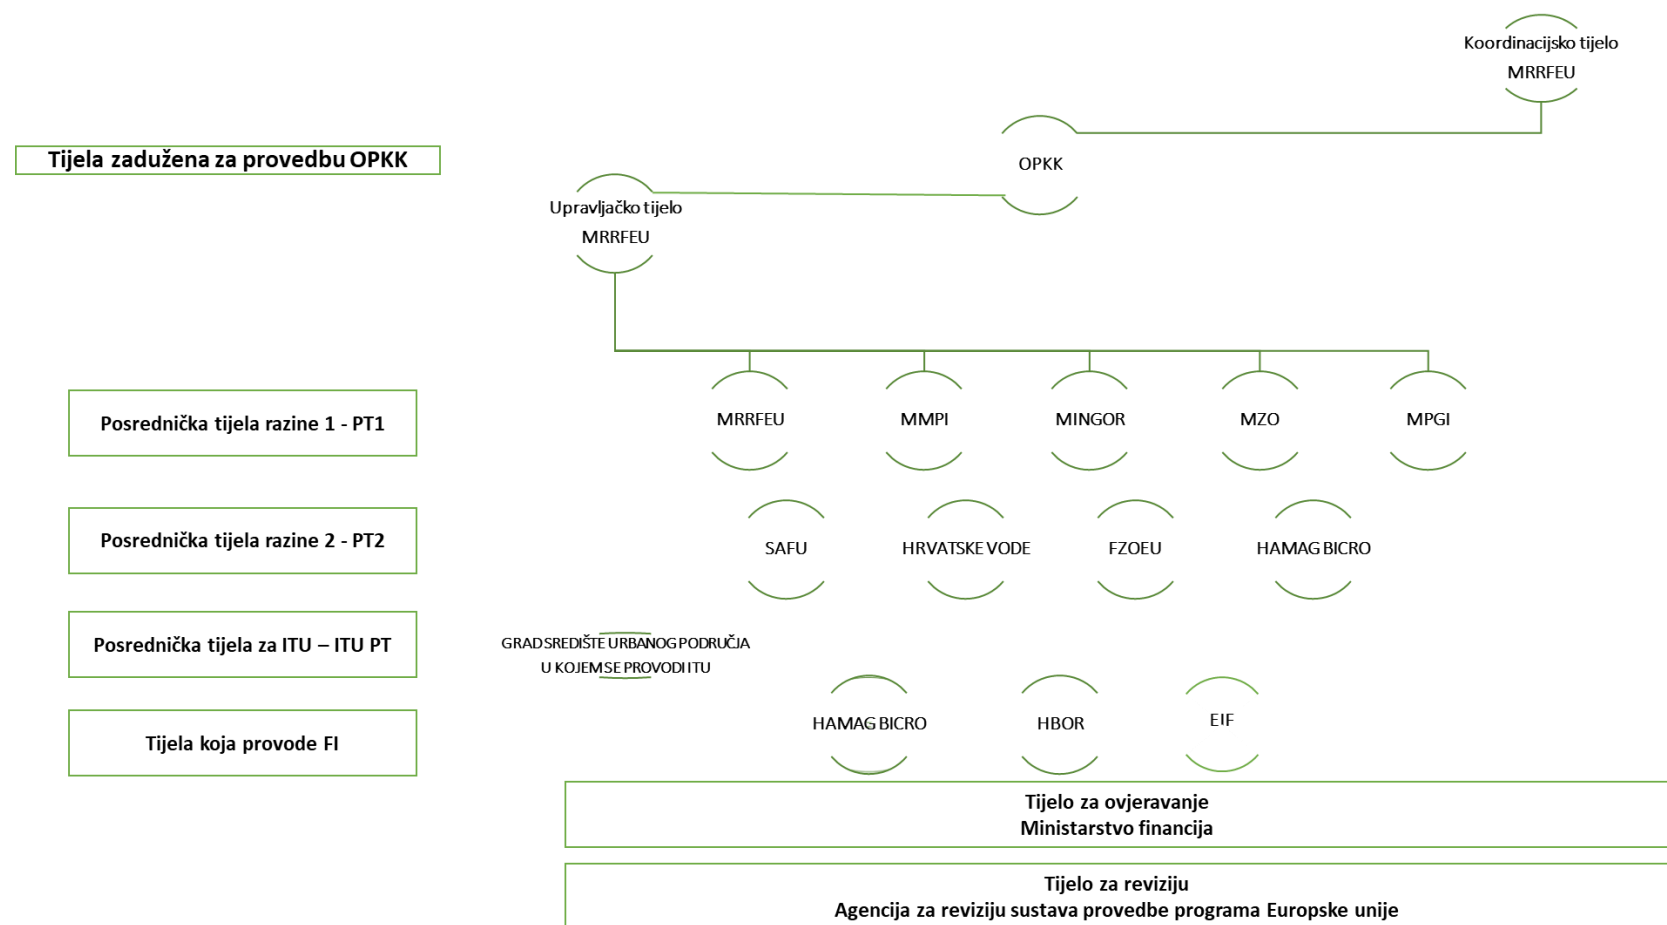 Koordinacijsko tijelo
MRRFEU
OPKK
Tijela zadužena za provedbu OPKK
Upravljačko tijelo
MRRFEU
Posrednička tijela razine 1 - PT1
MRRFEU
MMPI
MINGOR
MZO
MPGI
Posrednička tijela razine 2 - PT2
SAFU
HRVATSKE VODE
FZOEU
HAMAG BICRO
Posrednička tijela za ITU – ITU PT
GRAD SREDIŠTE URBANOG PODRUČJA
U KOJEM SE PROVODI ITU
Tijela koja provode FI
HAMAG BICRO
HBOR
EIF
Tijelo za ovjeravanje
Ministarstvo financija
Tijelo za reviziju
Agencija za reviziju sustava provedbe programa Europske unije